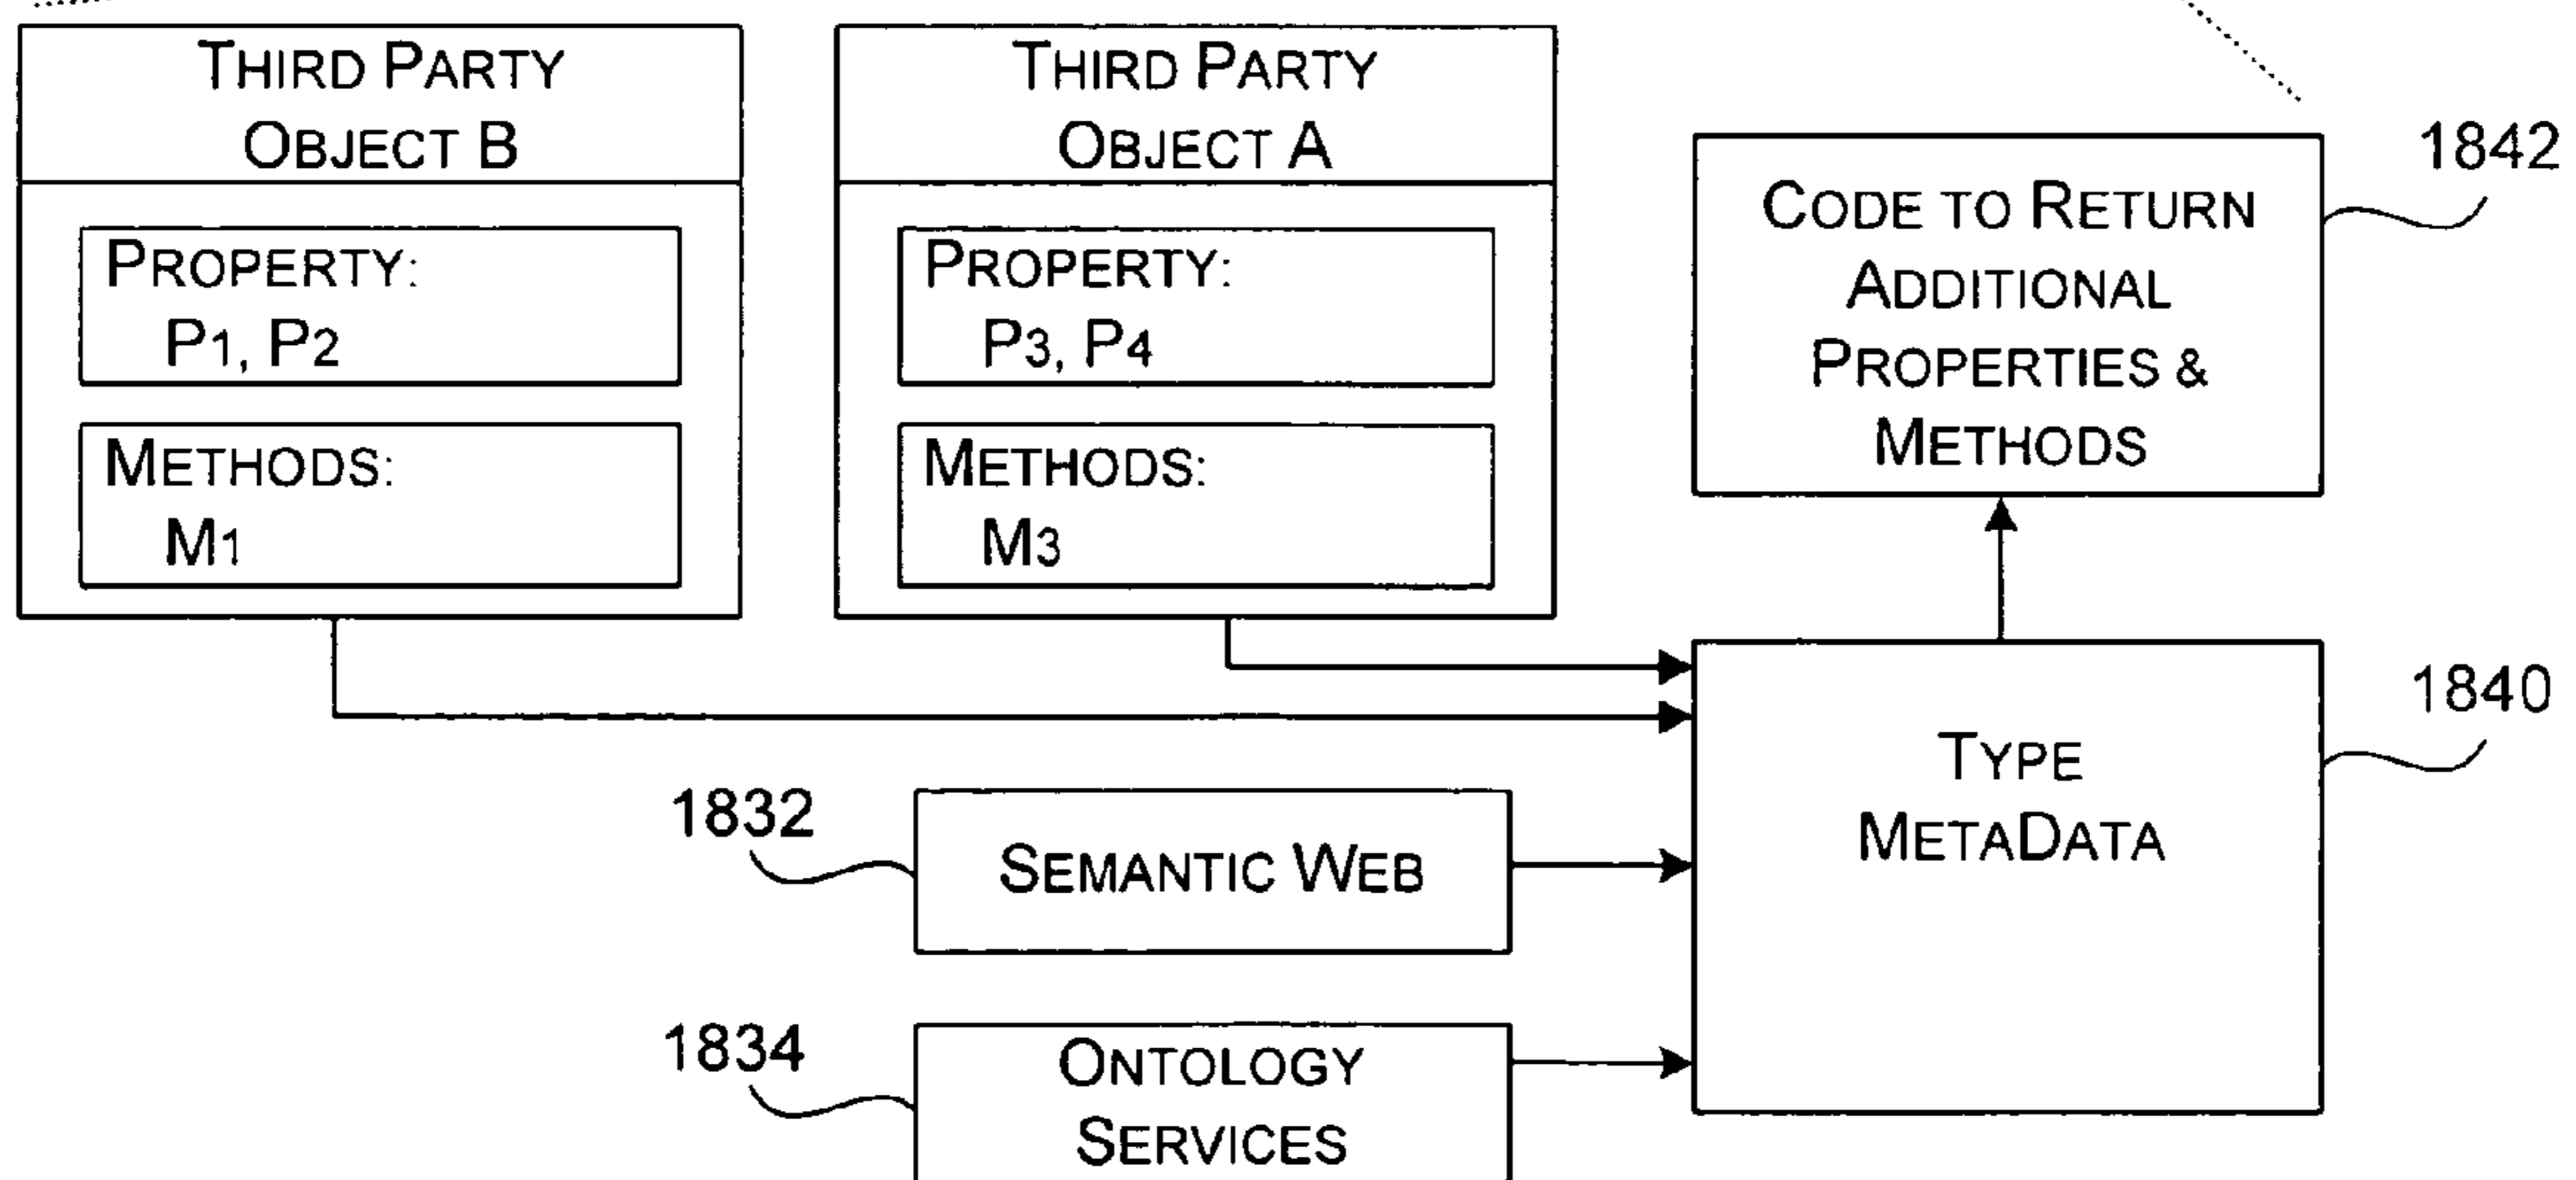 THIRD PARTY
OBJECT B
PROPERTY:
P1, P2
METHODS:
M1
THIRD PARTY
OBJECT A
PROPERTY:
P3, P4
METHODS:
M3
CODE TO RETURN
ADDITIONAL
PROPERTIES &
METHODS
1842
TYPE
METADATA
1840
1832
SEMANTIC WEB
1834
ONTOLOGY
SERVICES